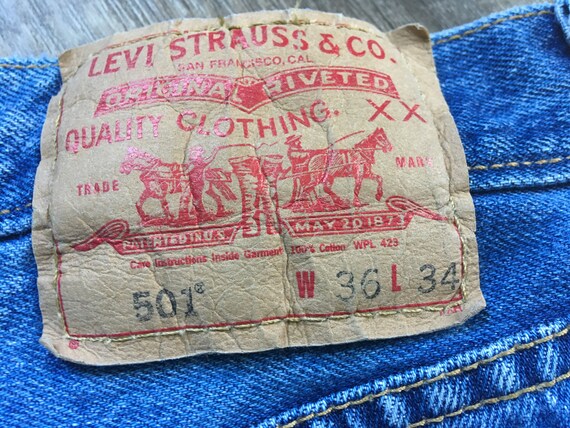 LEVI STRAUSS & CO.
SAN FRANCISCO, CAL.
ORIGINAL RIVETED
QUALITY CLOTHING. XX
TRADE MARK
PATENTED IN U.S. MAY 20 1873
Care Instructions Inside Garment 100% Cotton WPL 423
501® W 36 L 34